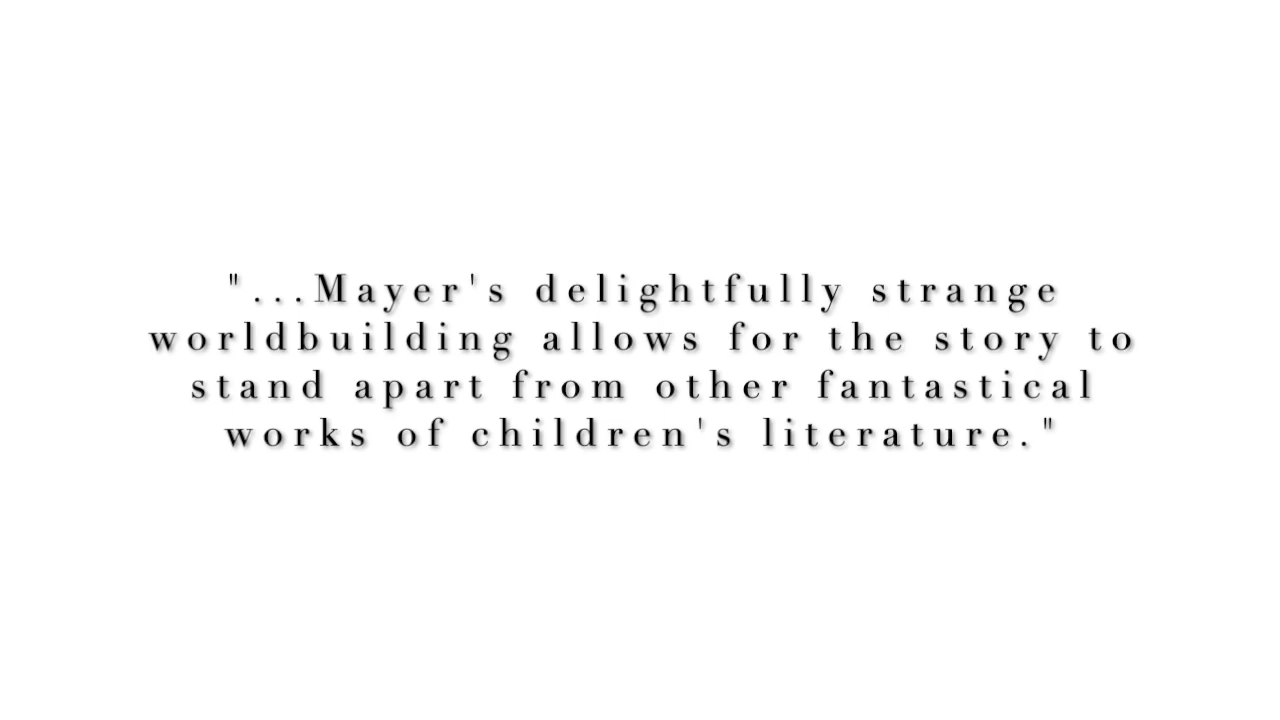 "...Mayer's delightfully strange
worldbuilding allows for the story to
stand apart from other fantastical
works of children's literature."